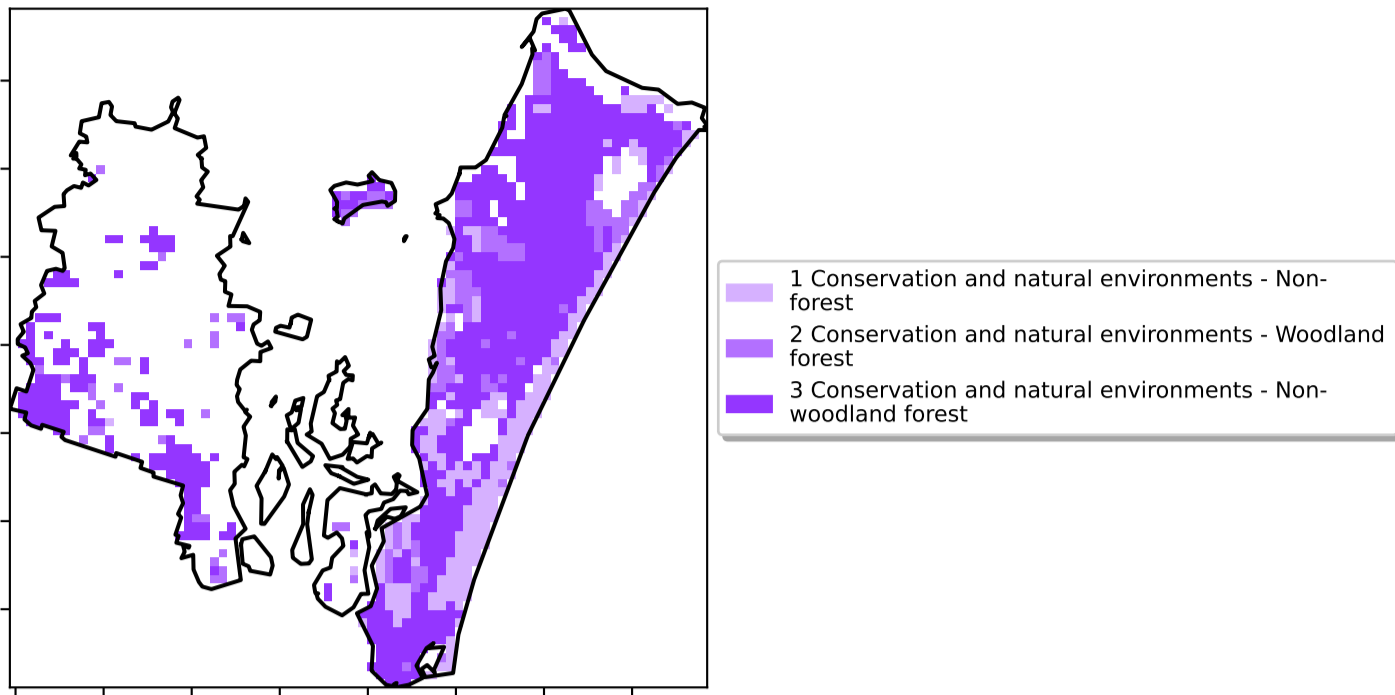 1 Conservation and natural environments - Non-
forest
2 Conservation and natural environments - Woodland
forest
3 Conservation and natural environments - Non-
woodland forest